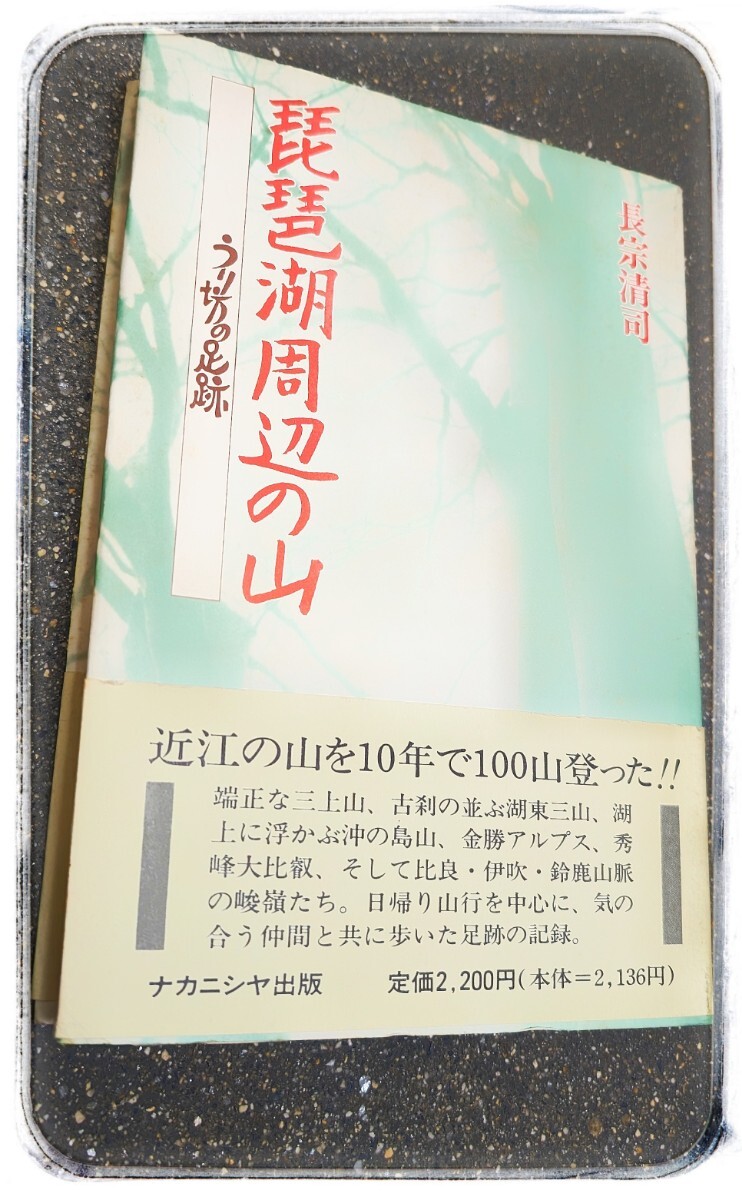 長宗清司
琵琶湖周辺の山
うり坊の足跡
近江の山を10年で100山登った!!
端正な三上山、古刹の並ぶ湖東三山、湖
上に浮かぶ沖の島山、金勝アルプス、秀
峰大比叡、そして比良・伊吹・鈴鹿山脈
の峻嶺たち。日帰り山行を中心に、気の
合う仲間と共に歩いた足跡の記録。
ナカニシヤ出版 定価2,200円(本体=2,136円)